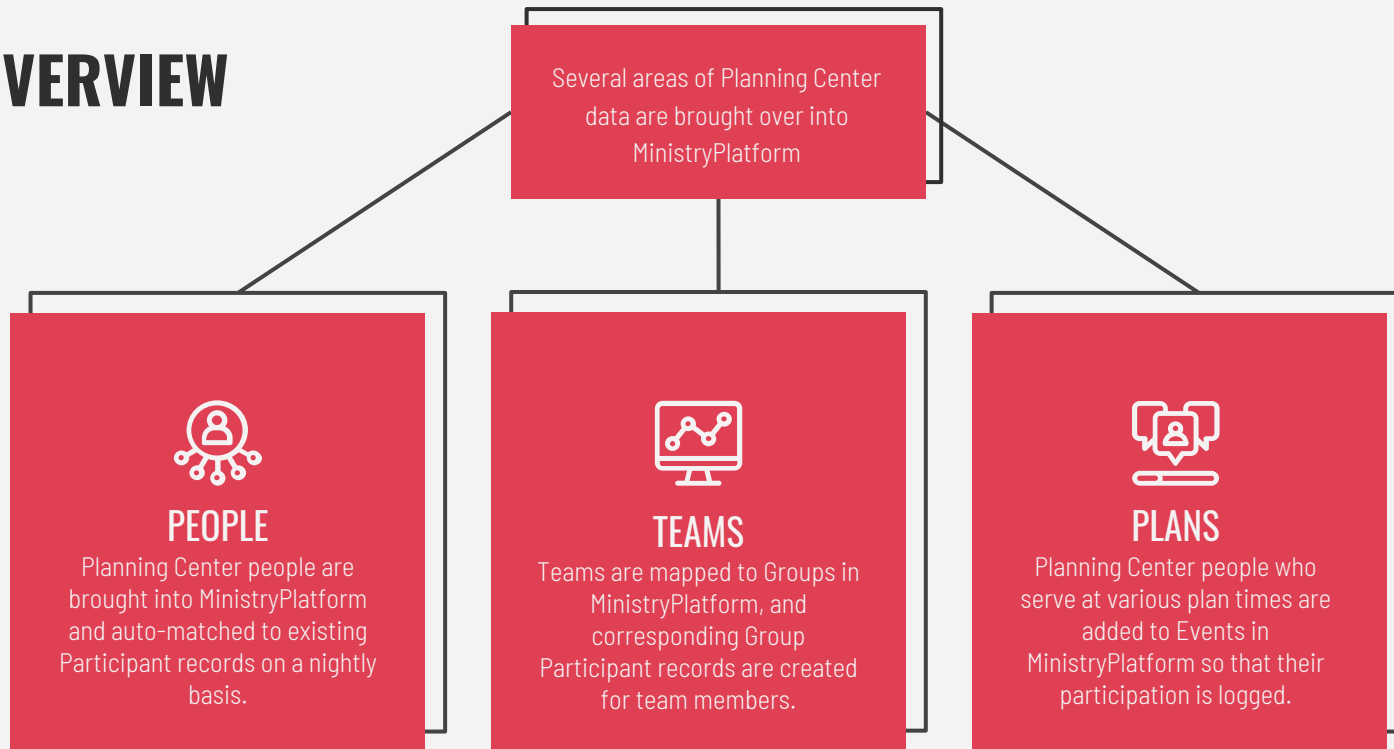 VERVIEW
Several areas of Planning Center
data are brought over into
MinistryPlatform
PEOPLE
Planning Center people are
brought into MinistryPlatform
and auto-matched to existing
Participant records on a nightly
basis.
TEAMS
Teams are mapped to Groups in
MinistryPlatform, and
corresponding Group
Participant records are created
for team members.
PLANS
Planning Center people who
serve at various plan times are
added to Events in
MinistryPlatform so that their
participation is logged.